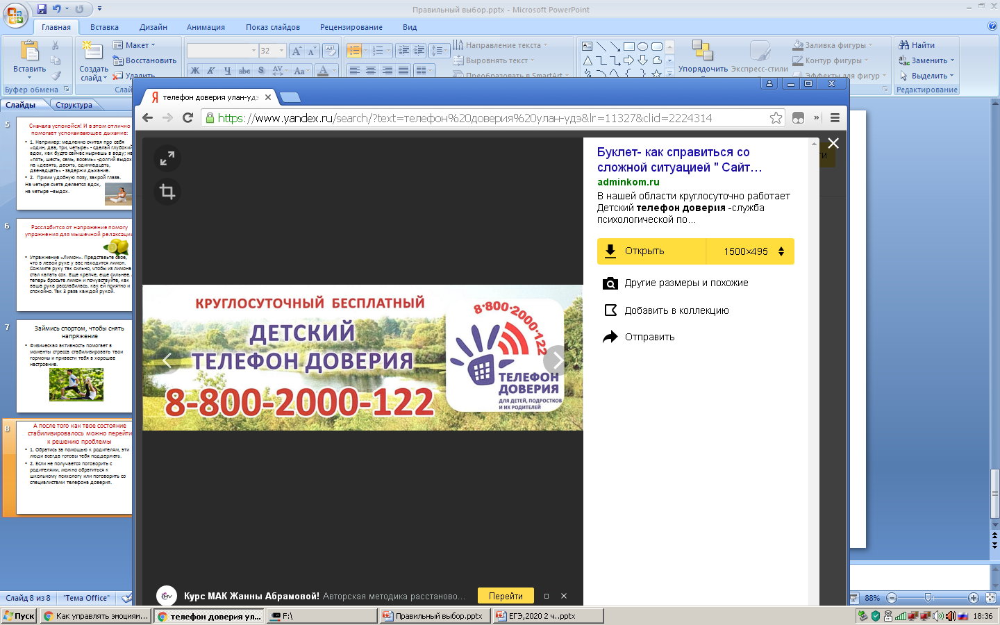 Правильный выбор.pptx - Microsoft PowerPoint
Главная Вставка Дизайн Анимация Показ слайдов Рецензирование Вид
Вставить
Буфер обмена
Создать слайд
Макет
Восстановить
Удалить
32
Ж К Ч abc S AV Aa A
Направление текста
Выровнять текст
Преобразовать в SmartArt
Упорядочить
Экспресс-стили
Заливка фигуры
Контур фигуры
Эффекты для фигур
Найти
Заменить
Выделить
Редактирование
Слайды Структура
5
Сначала успокойся! И в этом отлично
помогает успокаивающее дыхание:
• 1. Например: медленно считая про себя
«один, два, три, четыре» - сделай глубокий
вдох, как будто сейчас нырнешь в воду; на
«пять, шесть, семь, восемь» -долгий выдох
на «девять, десять, одиннадцать,
двенадцать» - задержи дыхание.
• 2. Прими удобную позу, закрой глаза.
На четыре счета делается вдох,
на четыре –выдох.
6
Расслабится от напряжение помогу
упражнения для мышечной релаксации
• Упражнение «Лимон». Представьте себе,
что в левой руке у вас находится лимон.
Сожмите руку так сильно, чтобы из лимона
стал капать сок. Еще крепче, еще сильнее.
теперь бросьте лимон и почувствуйте, как
ваша рука расслабилась, как ей приятно и
спокойно. Так 3 раза каждой рукой.
7
Займись спортом, чтобы снять
напряжение
• Физическая активность помогает в
моменты стресса стабилизировать твои
гормоны и привести тебя в хорошее
настроение.
8
А после того как твое состояние
стабилизировалось можно перейти
к решению проблемы
• 1. Обратись за помощью к родителям, эти
люди всегда готовы тебя поддержать.
• 2. Если не получается поговорить с
родителями, можно обратиться к
школьному психологу или поговорить со
специалистами телефона доверия.
телефон доверия улан-удэ
https://www.yandex.ru/search/?text=телефон%20доверия%20улан-удэ&lr=11327&clid=2224314
КРУГЛОСУТОЧНЫЙ БЕСПЛАТНЫЙ
ДЕТСКИЙ
ТЕЛЕФОН ДОВЕРИЯ
8-800-2000-122
8-800-2000-122
ТЕЛЕФОН
ДОВЕРИЯ
ДЛЯ ДЕТЕЙ, ПОДРОСТКОВ
И ИХ РОДИТЕЛЕЙ
Буклет- как справиться со
сложной ситуацией " Сайт…
adminkom.ru
В нашей области круглосуточно работает
Детский телефон доверия -служба
психологической по…
Открыть 1500×495
Другие размеры и похожие
Добавить в коллекцию
Отправить
Курс МАК Жанны Абрамовой! Авторская методика расстаново… Перейти
Слайд 8 из 8 "Тема Office" 88%
Пуск Как управлять эмоциям... телефон доверия ул... F:\ Правильный выбор.pptx ЕГЭ,2020 2 ч..pptx 18:36